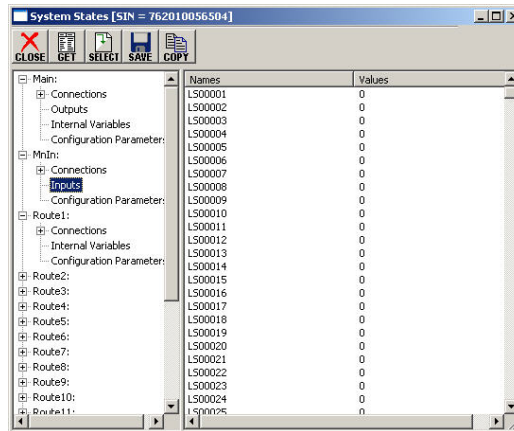 System States [SIN = 762010056504]
CLOSE GET SELECT SAVE COPY
Main:
Connections
Outputs
Internal Variables
Configuration Parameter
MnIn:
Connections
Inputs
Configuration Parameter
Route1:
Connections
Internal Variables
Configuration Parameter
Route2:
Route3:
Route4:
Route5:
Route6:
Route7:
Route8:
Route9:
Route10:
Route11:
Names Values
LS00001 0
LS00002 0
LS00003 0
LS00004 0
LS00005 0
LS00006 0
LS00007 0
LS00008 0
LS00009 0
LS00010 0
LS00011 0
LS00012 0
LS00013 0
LS00014 0
LS00015 0
LS00016 0
LS00017 0
LS00018 0
LS00019 0
LS00020 0
LS00021 0
LS00022 0
LS00023 0
LS00024 0
LS00025 0